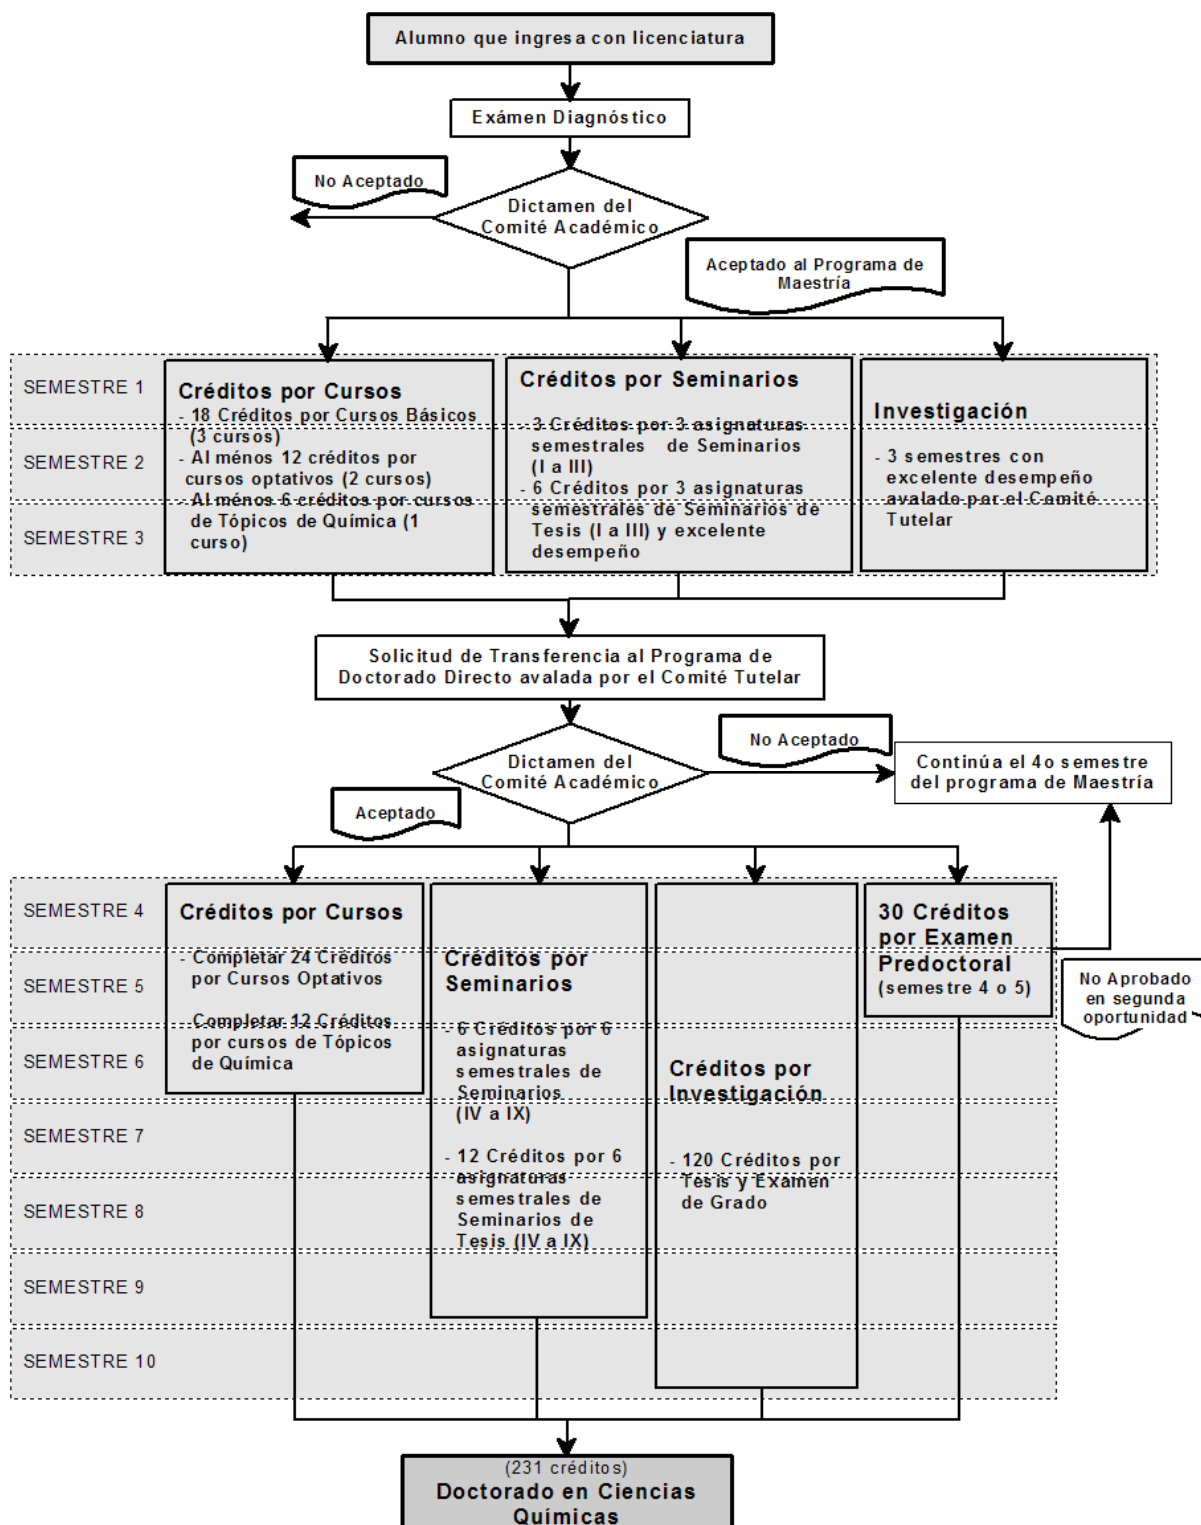 Alumno que ingresa con licenciatura
Exámen Diagnóstico
No Aceptado
Dictamen del
Comité Académico
Aceptado al Programa de
Maestría
SEMESTRE 1
SEMESTRE 2
SEMESTRE 3
Créditos por Cursos
- 18 Créditos por Cursos Básicos
(3 cursos)
- Al ménos 12 créditos por
cursos optativos (2 cursos)
- Al ménos 6 créditos por cursos
de Tópicos de Química (1
curso)
Créditos por Seminarios
- 3 Créditos por 3 asignaturas
semestrales de Seminarios
(I a III)
- 6 Créditos por 3 asignaturas
semestrales de Seminarios de
Tesis (I a III) y excelente
desempeño
Investigación
- 3 semestres con
excelente desempeño
avalado por el Comité
Tutelar
Solicitud de Transferencia al Programa de
Doctorado Directo avalada por el Comité Tutelar
Dictamen del
Comité Académico
No Aceptado
Continúa el 4o semestre
del programa de Maestría
Aceptado
SEMESTRE 4
SEMESTRE 5
SEMESTRE 6
SEMESTRE 7
SEMESTRE 8
SEMESTRE 9
SEMESTRE 10
Créditos por Cursos
- Completar 24 Créditos
por Cursos Optativos
Completar 12 Créditos
por cursos de Tópicos
de Química
Créditos por
Seminarios
- 6 Créditos por 6
asignaturas
semestrales de
Seminarios
(IV a IX)
- 12 Créditos por 6
asignaturas
semestrales de
Seminarios de
Tesis (IV a IX)
Créditos por
Investigación
- 120 Créditos por
Tesis y Examen
de Grado
30 Créditos
por Examen
Predoctoral
(semestre 4 o 5)
No Aprobado
en segunda
oportunidad
(231 créditos)
Doctorado en Ciencias
Químicas